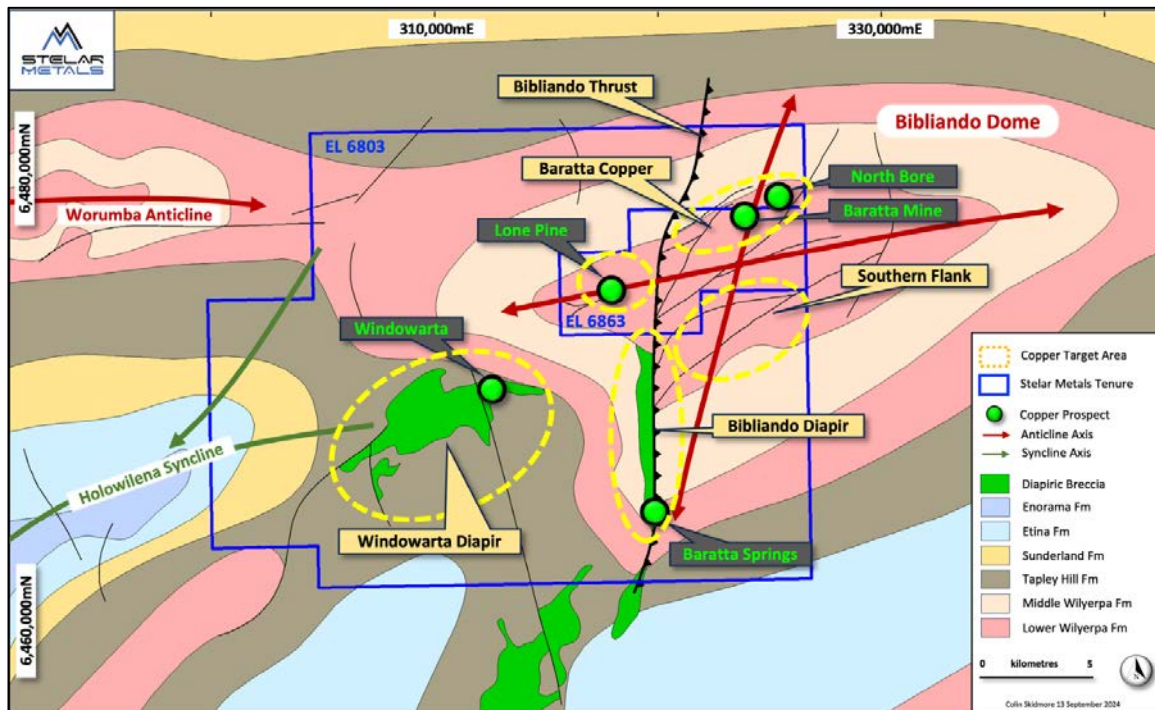 STELAR
METALS
310,000mE
330,000mE
Bibliando Thrust
Bibliando Dome
EL 6803
Baratta Copper
North Bore
6,480,000mN
Worumba Anticline
Baratta Mine
Lone Pine
Southern Flank
Windowarta
EL 6863
Bibliando Diapir
Holowilena Syncline
Windowarta Diapir
Baratta Springs
6,460,000mN
Copper Target Area
Stelar Metals Tenure
Copper Prospect
Anticline Axis
Syncline Axis
Diapiric Breccia
Enorama Fm
Etina Fm
Sunderland Fm
Tapley Hill Fm
Middle Wilyerpa Fm
Lower Wilyerpa Fm
0 kilometres 5
N
Colin Skidmore 13 September 2024